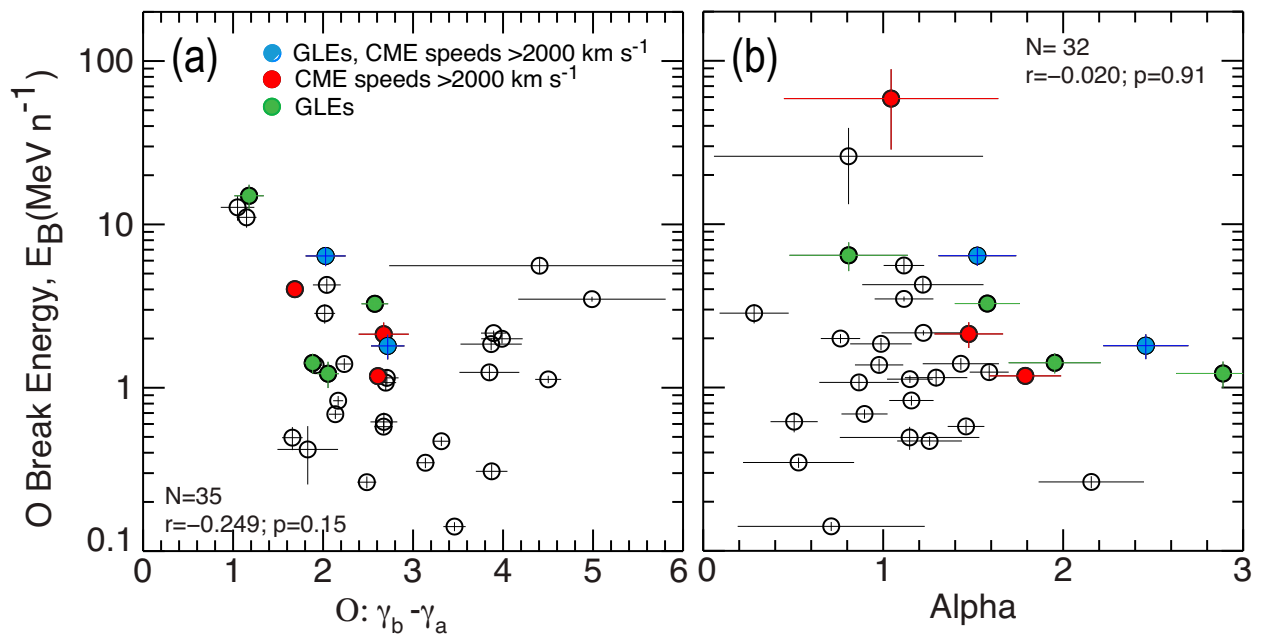 (a)
GLEs, CME speeds >2000 km s⁻¹
CME speeds >2000 km s⁻¹
GLEs
(b)
N= 32
r=−0.020; p=0.91
100
10
1
0.1
O Break Energy, E_B(MeV n⁻¹)
N=35
r=−0.249; p=0.15
0 1 2 3 4 5 6
O: γ_b -γ_a
1 2 3
Alpha